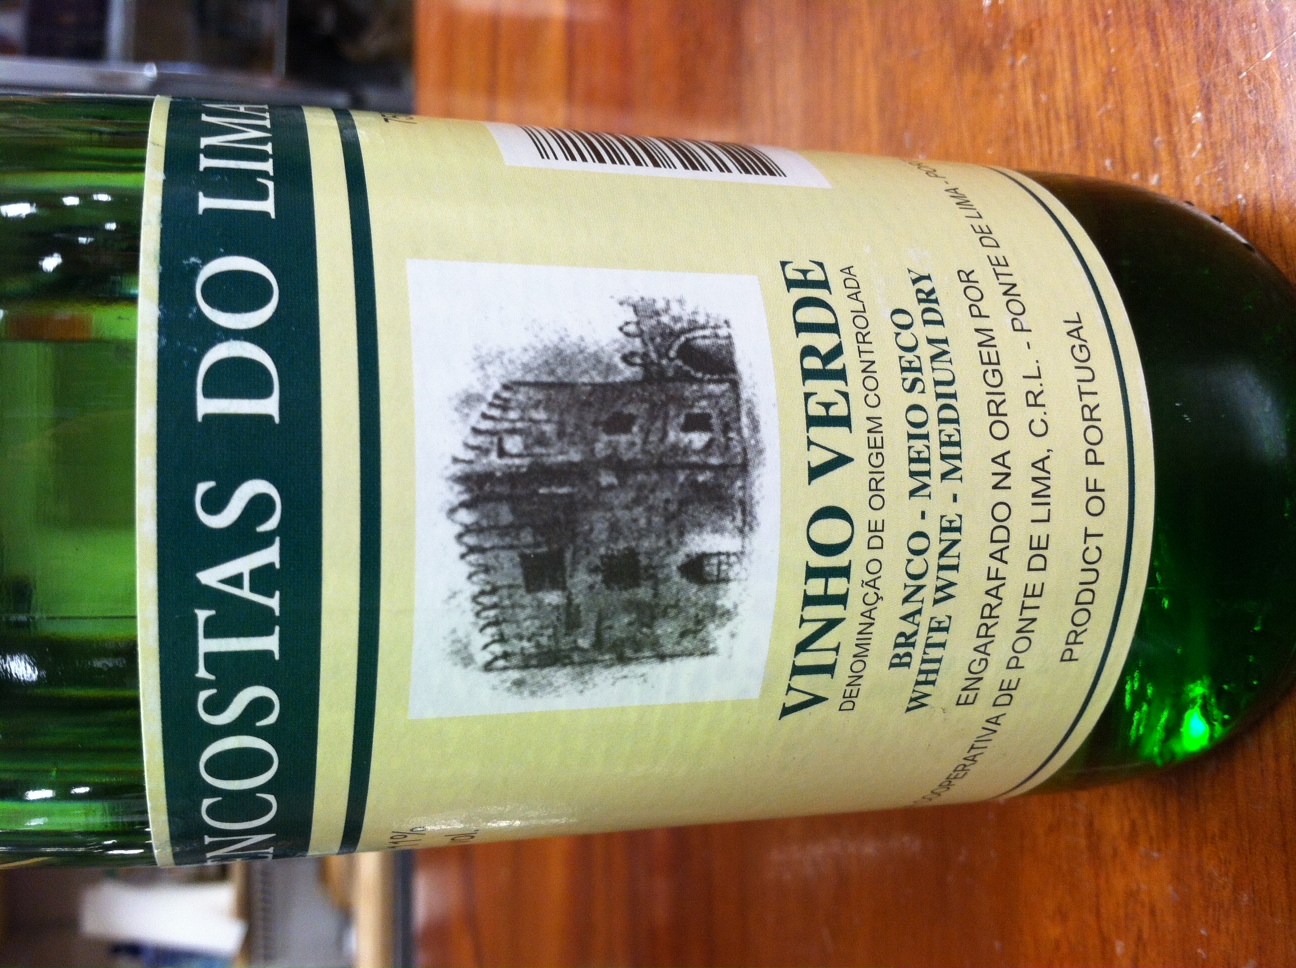 ENCOSTAS DO LIMA
VINHO VERDE
DENOMINAÇÃO DE ORIGEM CONTROLADA
BRANCO - MEIO SECO
WHITE WINE - MEDIUM DRY
ENGARRAFADO NA ORIGEM POR
COOPERATIVA DE PONTE DE LIMA, C.R.L. - PONTE DE LIMA -
PRODUCT OF PORTUGAL